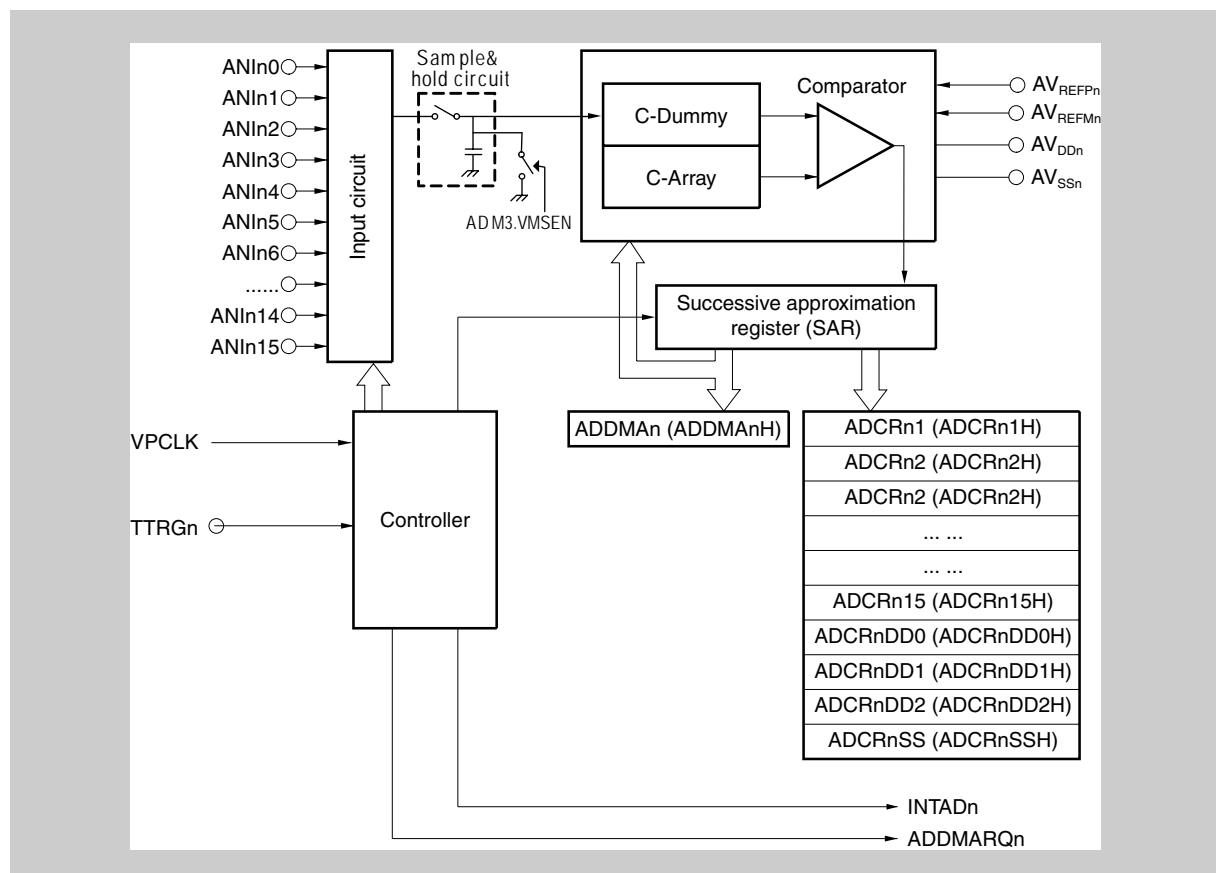 ANIn0
ANIn1
ANIn2
ANIn3
ANIn4
ANIn5
ANIn6
......
ANIn14
ANIn15
Input circuit
Sample&
hold circuit
ADM3.VMSEN
C-Dummy
C-Array
Comparator
AVREFPn
AVREFMn
AVDDn
AVSSn
Successive approximation
register (SAR)
VPCLK
TTRGn
Controller
ADDMAn (ADDMAnH)
ADCRn1 (ADCRn1H)
ADCRn2 (ADCRn2H)
ADCRn2 (ADCRn2H)
... ...
... ...
ADCRn15 (ADCRn15H)
ADCRnDD0 (ADCRnDD0H)
ADCRnDD1 (ADCRnDD1H)
ADCRnDD2 (ADCRnDD2H)
ADCRnSS (ADCRnSSH)
INTADn
ADDMARQn